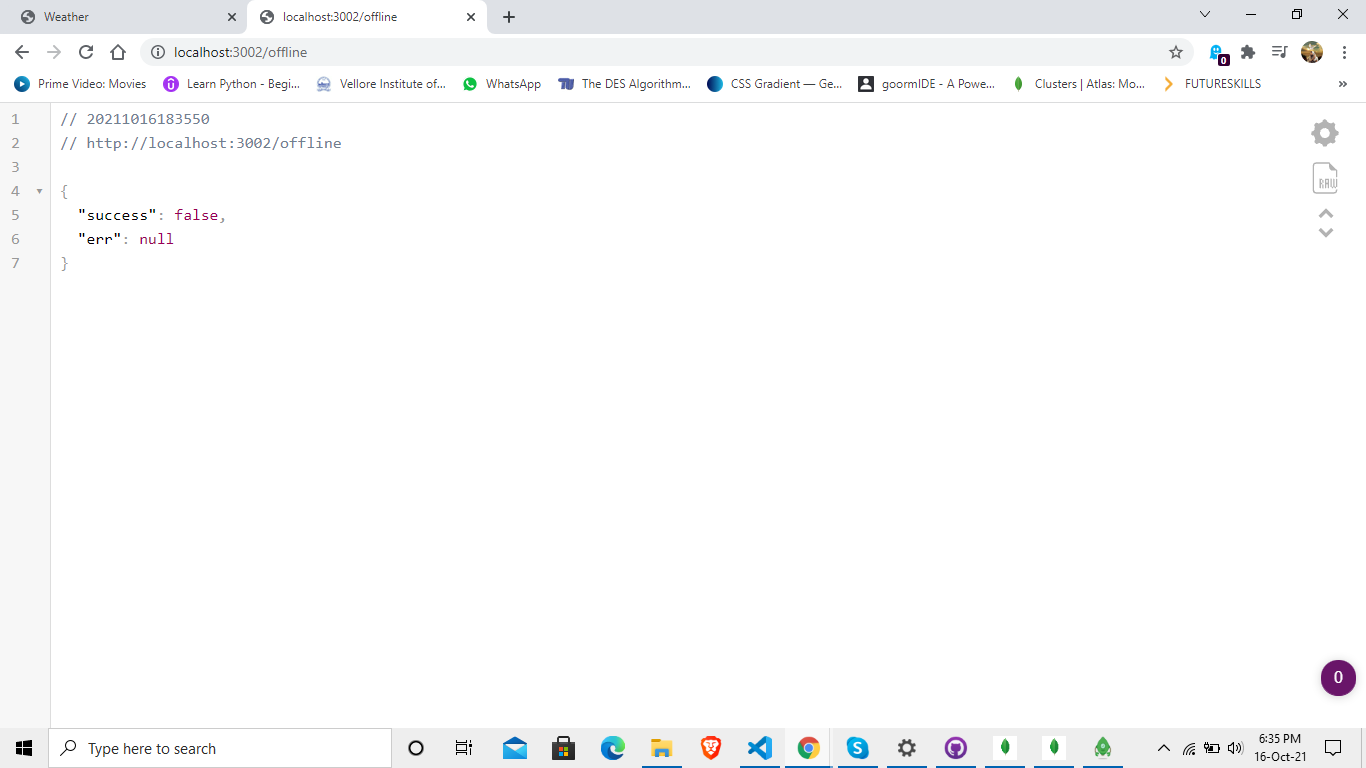 Weather
localhost:3002/offline
localhost:3002/offline
0
Prime Video: Movies
Learn Python - Begi...
Vellore Institute of...
WhatsApp
The DES Algorithm...
CSS Gradient — Ge...
goormIDE - A Powe...
Clusters | Atlas: Mo...
FUTURESKILLS
»
1 // 20211016183550
2 // http://localhost:3002/offline
3
4 {
5 "success": false,
6 "err": null
7 }
RAW
0
Type here to search
6:35 PM
16-Oct-21